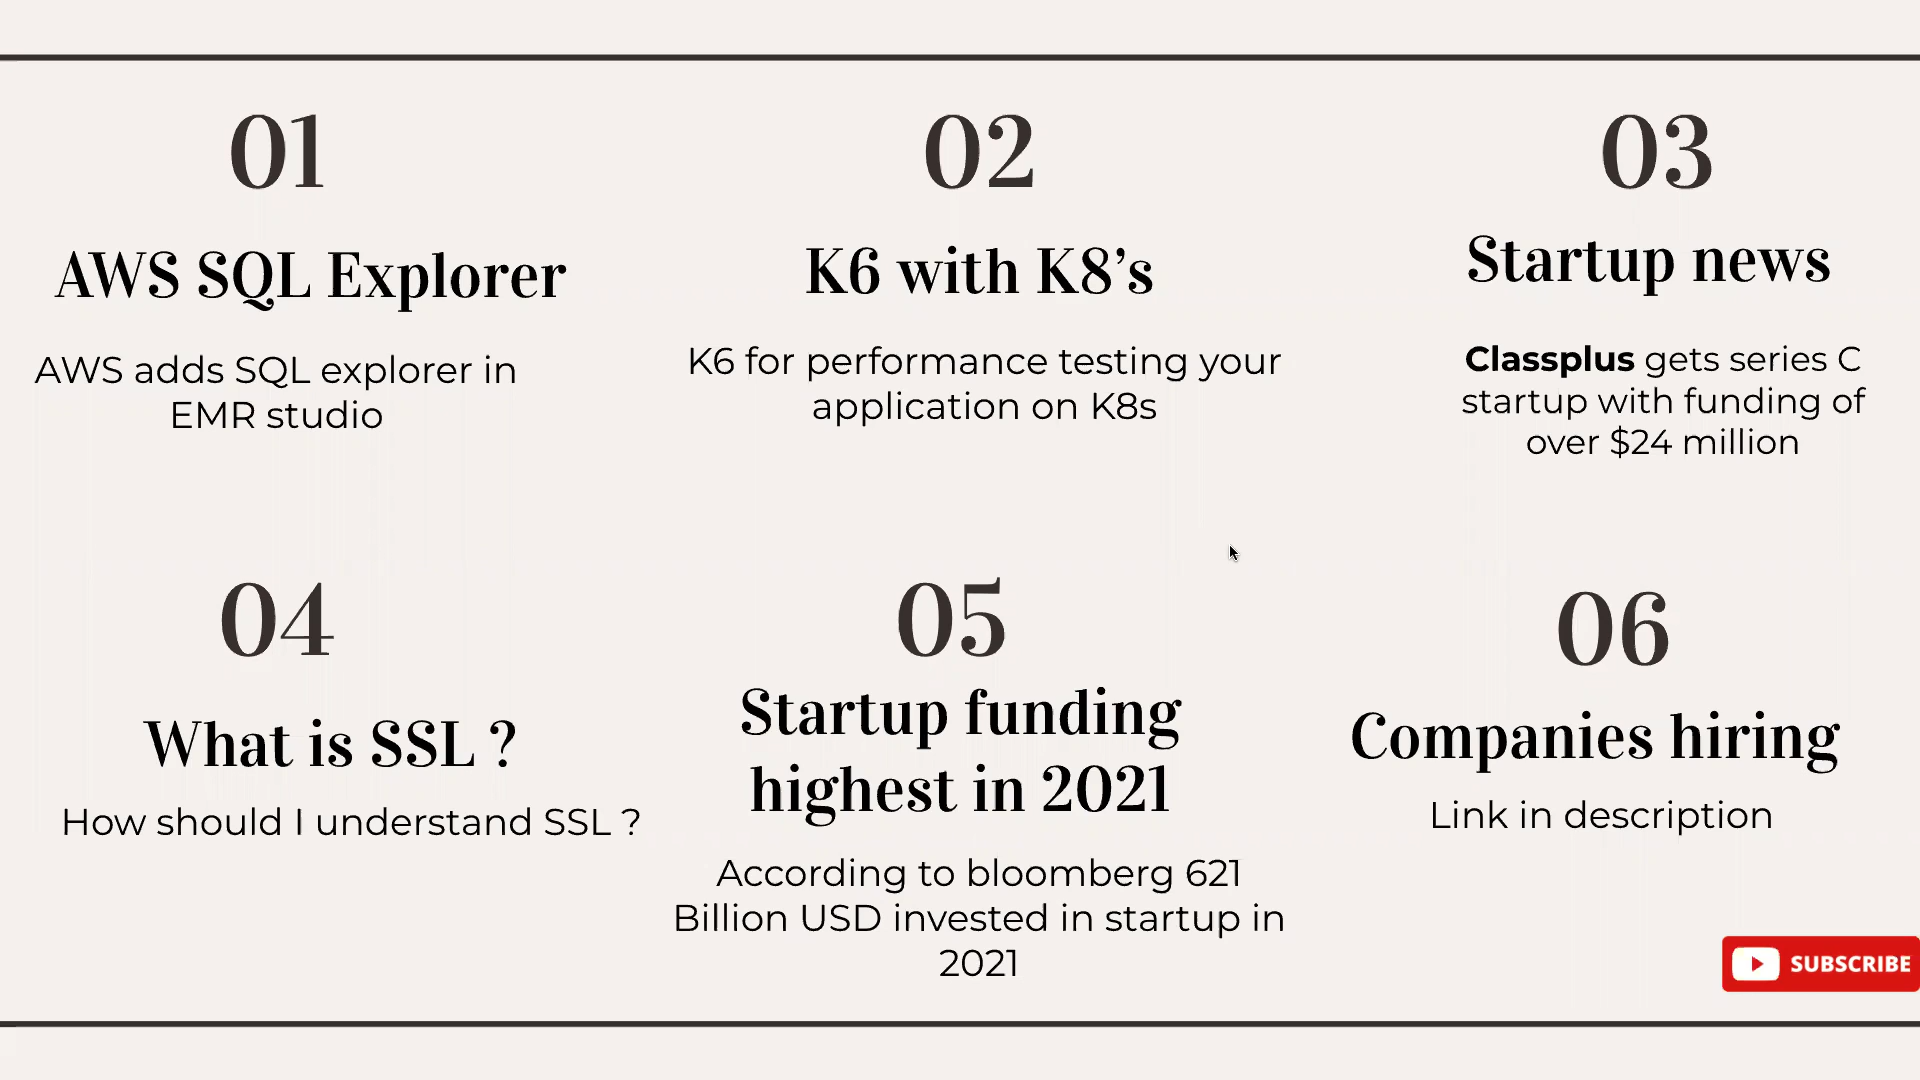 01
AWS SQL Explorer
AWS adds SQL explorer in
EMR studio
02
K6 with K8’s
K6 for performance testing your
application on K8s
03
Startup news
Classplus gets series C
startup with funding of
over $24 million
04
What is SSL ?
How should I understand SSL ?
05
Startup funding
highest in 2021
According to bloomberg 621
Billion USD invested in startup in
2021
06
Companies hiring
Link in description
SUBSCRIBE